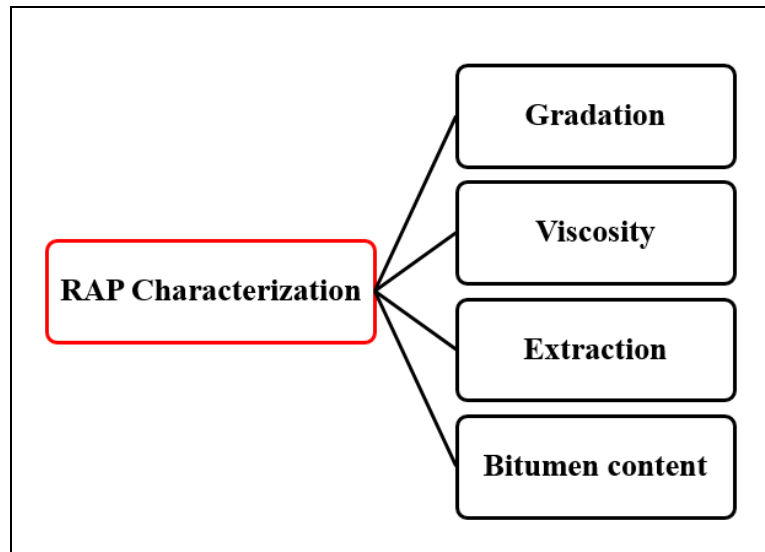 Gradation
Viscosity
RAP Characterization
Extraction
Bitumen content